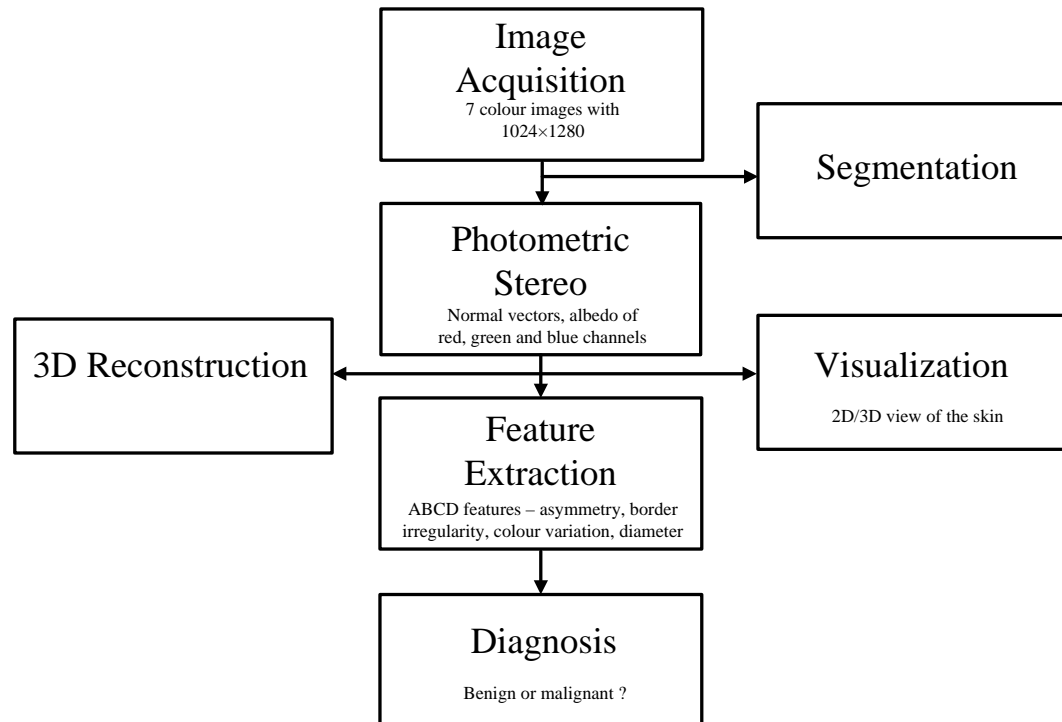 Image
Acquisition
7 colour images with
1024×1280
Segmentation
Photometric
Stereo
Normal vectors, albedo of
red, green and blue channels
3D Reconstruction
Visualization
2D/3D view of the skin
Feature
Extraction
ABCD features – asymmetry, border
irregularity, colour variation, diameter
Diagnosis
Benign or malignant ?